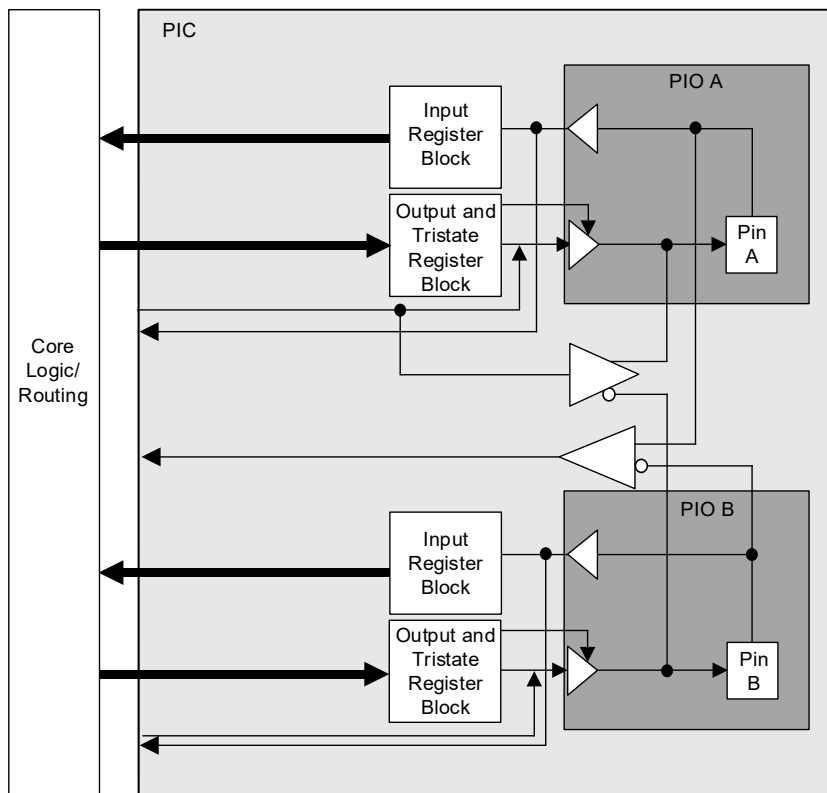 PIC
PIO A
Input
Register
Block
Output and
Tristate
Register
Block
Pin
A
Core
Logic/
Routing
PIO B
Input
Register
Block
Output and
Tristate
Register
Block
Pin
B